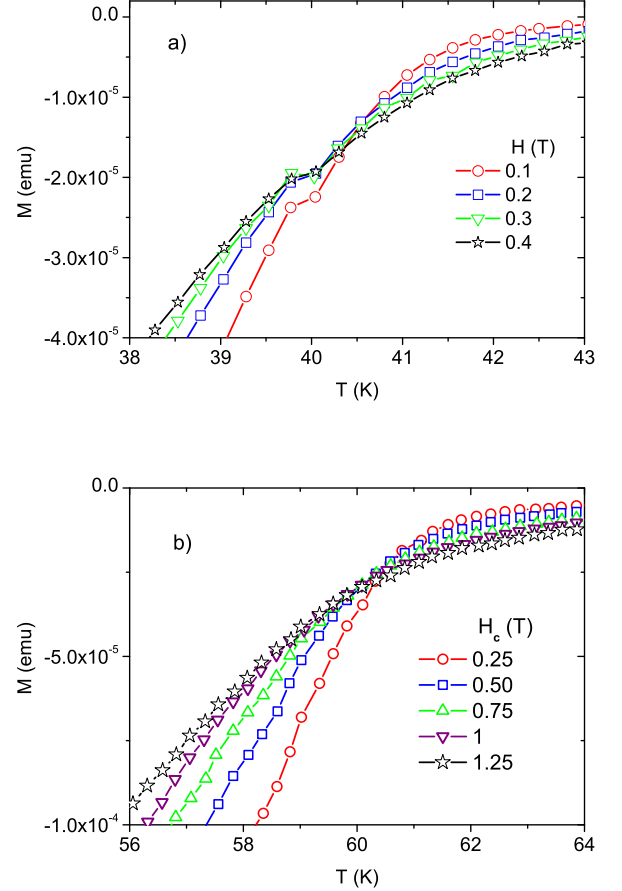 0.0
a)
-1.0x10-5
H (T)
0.1
-2.0x10-5
0.2
0.3
-3.0x10-5
0.4
-4.0x10-5
M (emu)
38 39 40 41 42 43
T (K)
0.0
b)
Hc (T)
0.25
-5.0x10-5
0.50
0.75
1
1.25
-1.0x10-4
M (emu)
56 58 60 62 64
T (K)